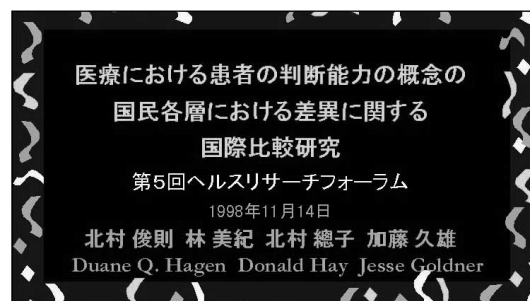 医療における患者の判断能力の概念の
国民各層における差異に関する
国際比較研究
第5回ヘルスリサーチフォーラム
1998年11月14日
北村 俊則 林 美紀 北村 總子 加藤 久雄
Duane Q. Hagen Donald Hay Jesse Goldner